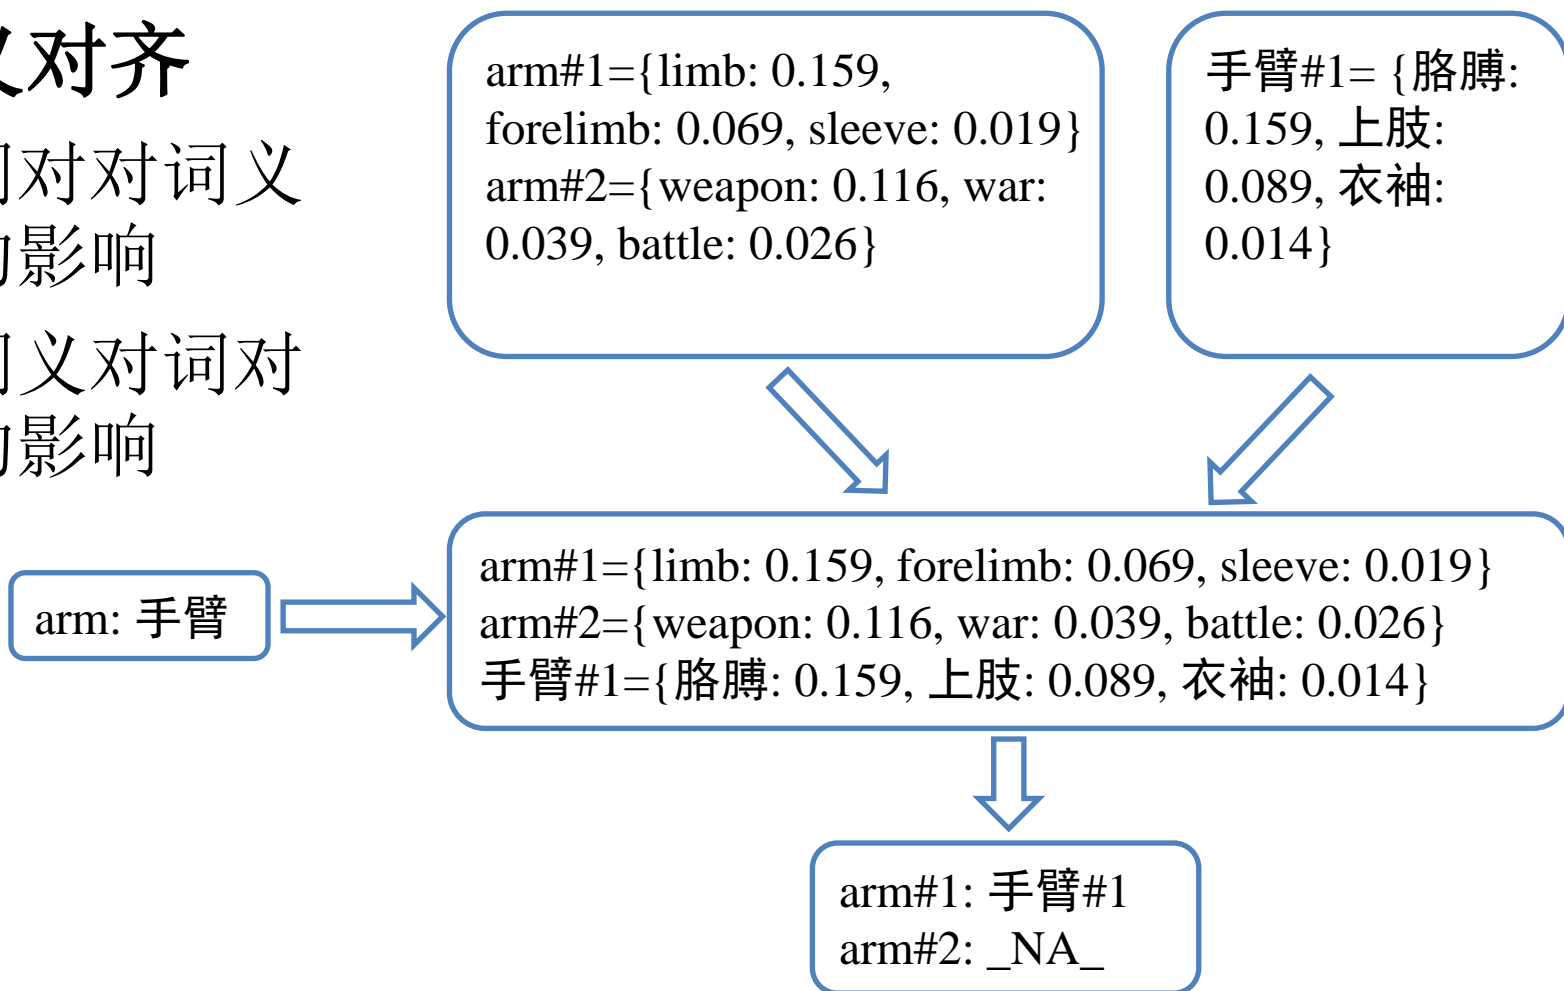 义对齐
词对对词义
的影响
词义对词对
的影响
arm#1={limb: 0.159,
forelimb: 0.069, sleeve: 0.019}
arm#2={weapon: 0.116, war:
0.039, battle: 0.026}
手臂#1= {胳膊:
0.159, 上肢:
0.089, 衣袖:
0.014}
arm: 手臂
arm#1={limb: 0.159, forelimb: 0.069, sleeve: 0.019}
arm#2={weapon: 0.116, war: 0.039, battle: 0.026}
手臂#1={胳膊: 0.159, 上肢: 0.089, 衣袖: 0.014}
arm#1: 手臂#1
arm#2: _NA_